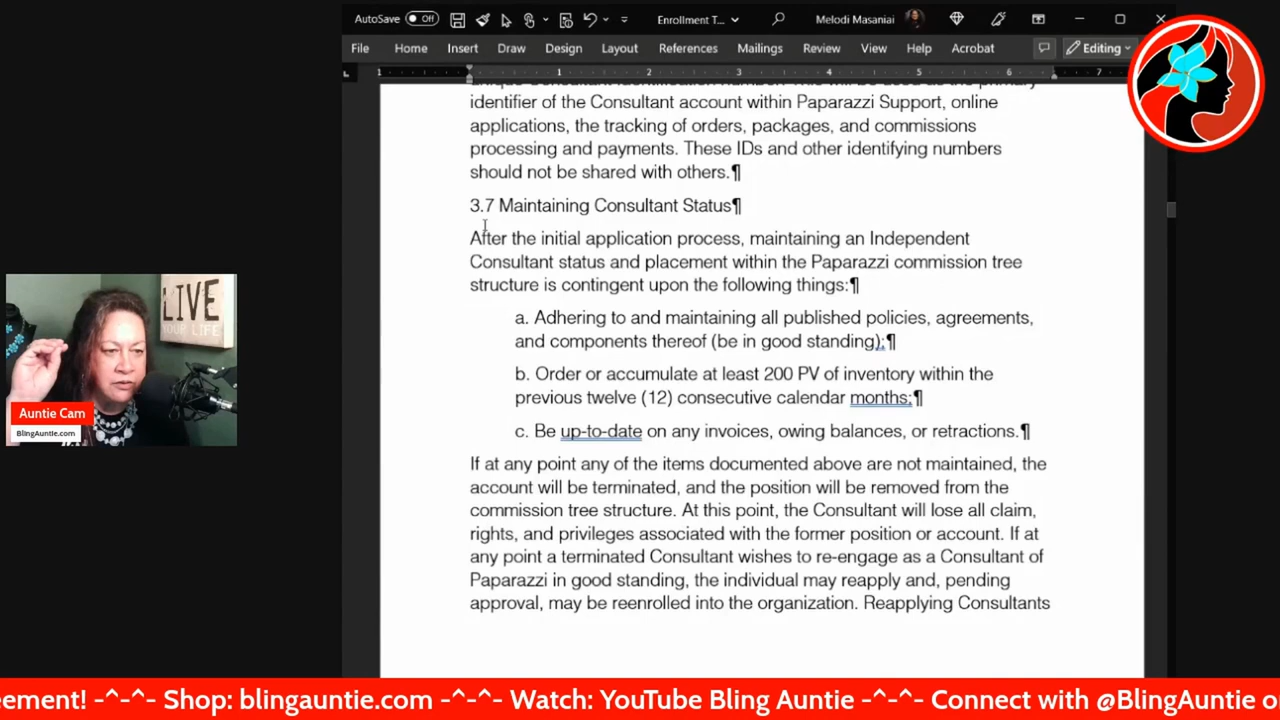 AutoSave Off
Enrollment T...
Melodi Masaniai
File Home Insert Draw Design Layout References Mailings Review View Help Acrobat
Editing
1 1 2 3 4 5 6 7
identifier of the Consultant account within Paparazzi Support, online
applications, the tracking of orders, packages, and commissions
processing and payments. These IDs and other identifying numbers
should not be shared with others.¶
3.7 Maintaining Consultant Status¶
After the initial application process, maintaining an Independent
Consultant status and placement within the Paparazzi commission tree
structure is contingent upon the following things:¶
a. Adhering to and maintaining all published policies, agreements,
and components thereof (be in good standing);¶
b. Order or accumulate at least 200 PV of inventory within the
previous twelve (12) consecutive calendar months;¶
c. Be up-to-date on any invoices, owing balances, or retractions.¶
If at any point any of the items documented above are not maintained, the
account will be terminated, and the position will be removed from the
commission tree structure. At this point, the Consultant will lose all claim,
rights, and privileges associated with the former position or account. If at
any point a terminated Consultant wishes to re-engage as a Consultant of
Paparazzi in good standing, the individual may reapply and, pending
approval, may be reenrolled into the organization. Reapplying Consultants
LIVE
YOUR LIFE
Auntie Cam
BlingAuntie.com
eement! -^-^- Shop: blingauntie.com -^-^- Watch: YouTube Bling Auntie -^-^- Connect with @BlingAuntie o